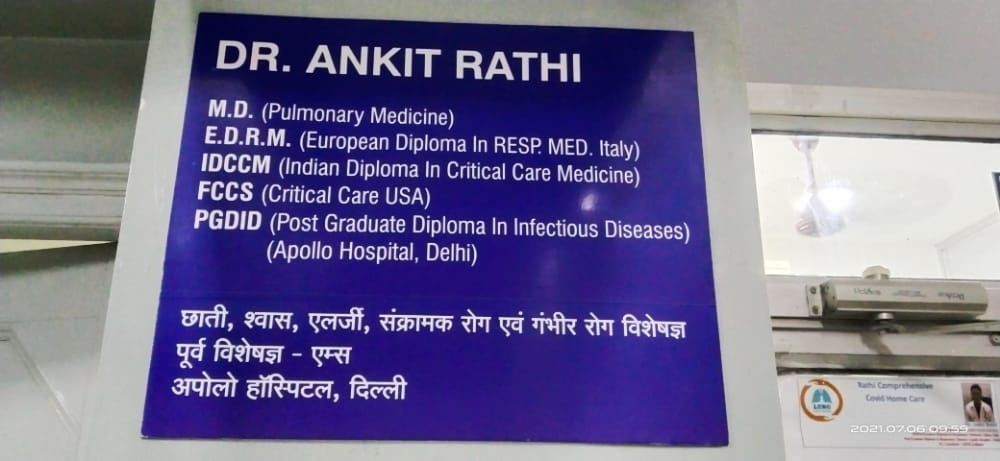 DR. ANKIT RATHI
M.D. (Pulmonary Medicine)
E.D.R.M. (European Diploma In RESP. MED. Italy)
IDCCM (Indian Diploma In Critical Care Medicine)
FCCS (Critical Care USA)
PGDID (Post Graduate Diploma In Infectious Diseases)
(Apollo Hospital, Delhi)
छाती, श्वास, एलर्जी, संक्रामक रोग एवं गंभीर रोग विशेषज्ञ
पूर्व विशेषज्ञ - एम्स
अपोलो हॉस्पिटल, दिल्ली
Rathi Comprehensive
Covid Home Care
LUNG
2021.07.06 09:59